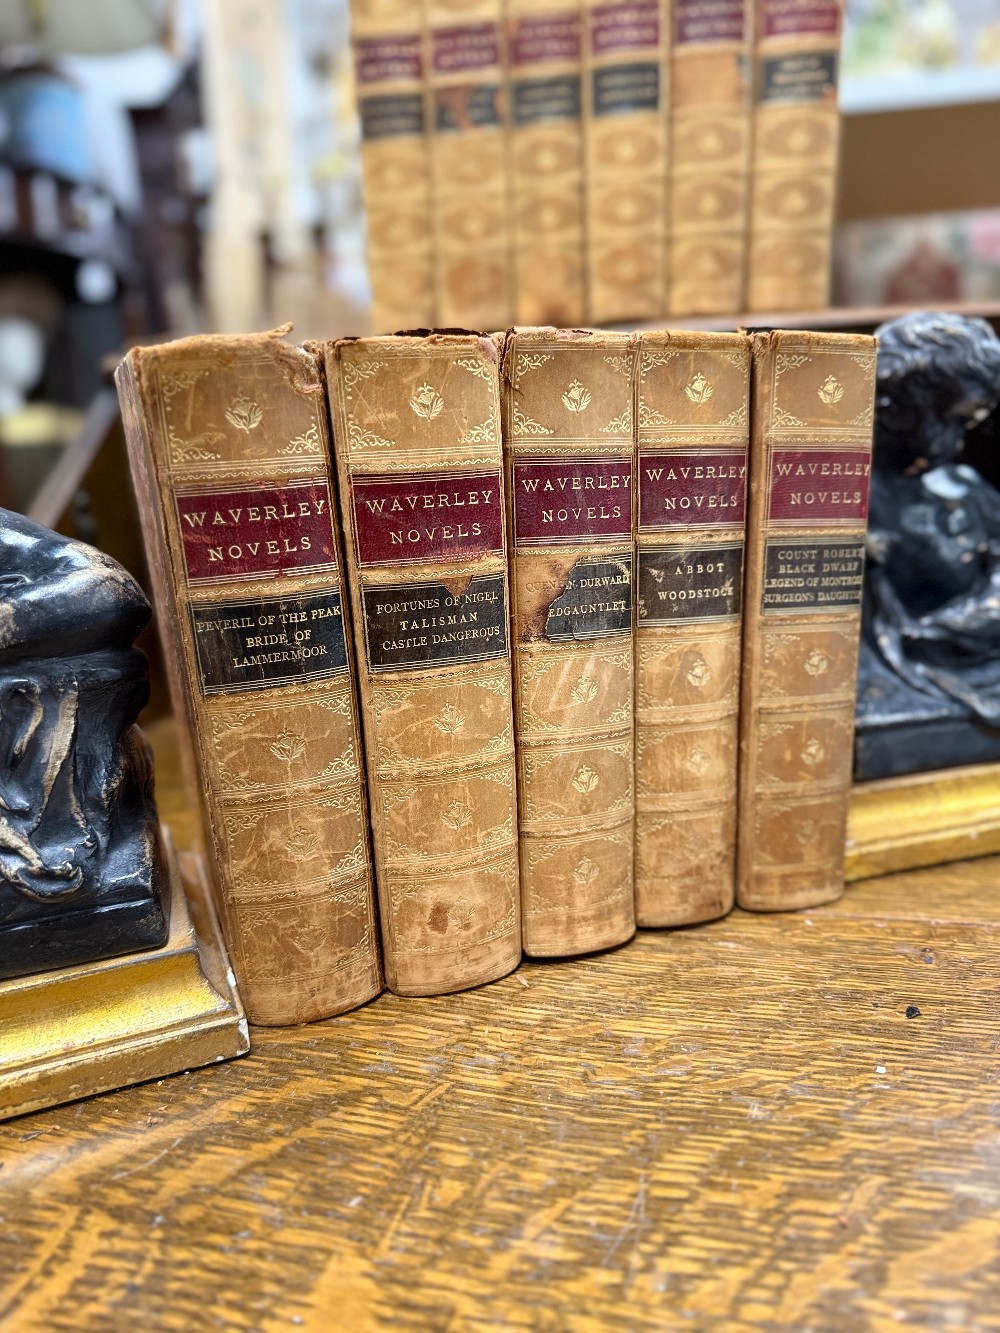 WAVERLEY
NOVELS
PEVERIL OF THE PEAK
BRIDE OF
LAMMERMOOR
WAVERLEY
NOVELS
FORTUNES OF NIGEL
TALISMAN
CASTLE DANGEROUS
WAVERLEY
NOVELS
DURWARD
EDGAUNTLET
WAVERLEY
NOVELS
ABBOT
WOODSTOCK
WAVERLEY
NOVELS
COUNT ROBERT
BLACK DWARF
LEGEND OF MONTROSE
SURGEON'S DAUGHTER